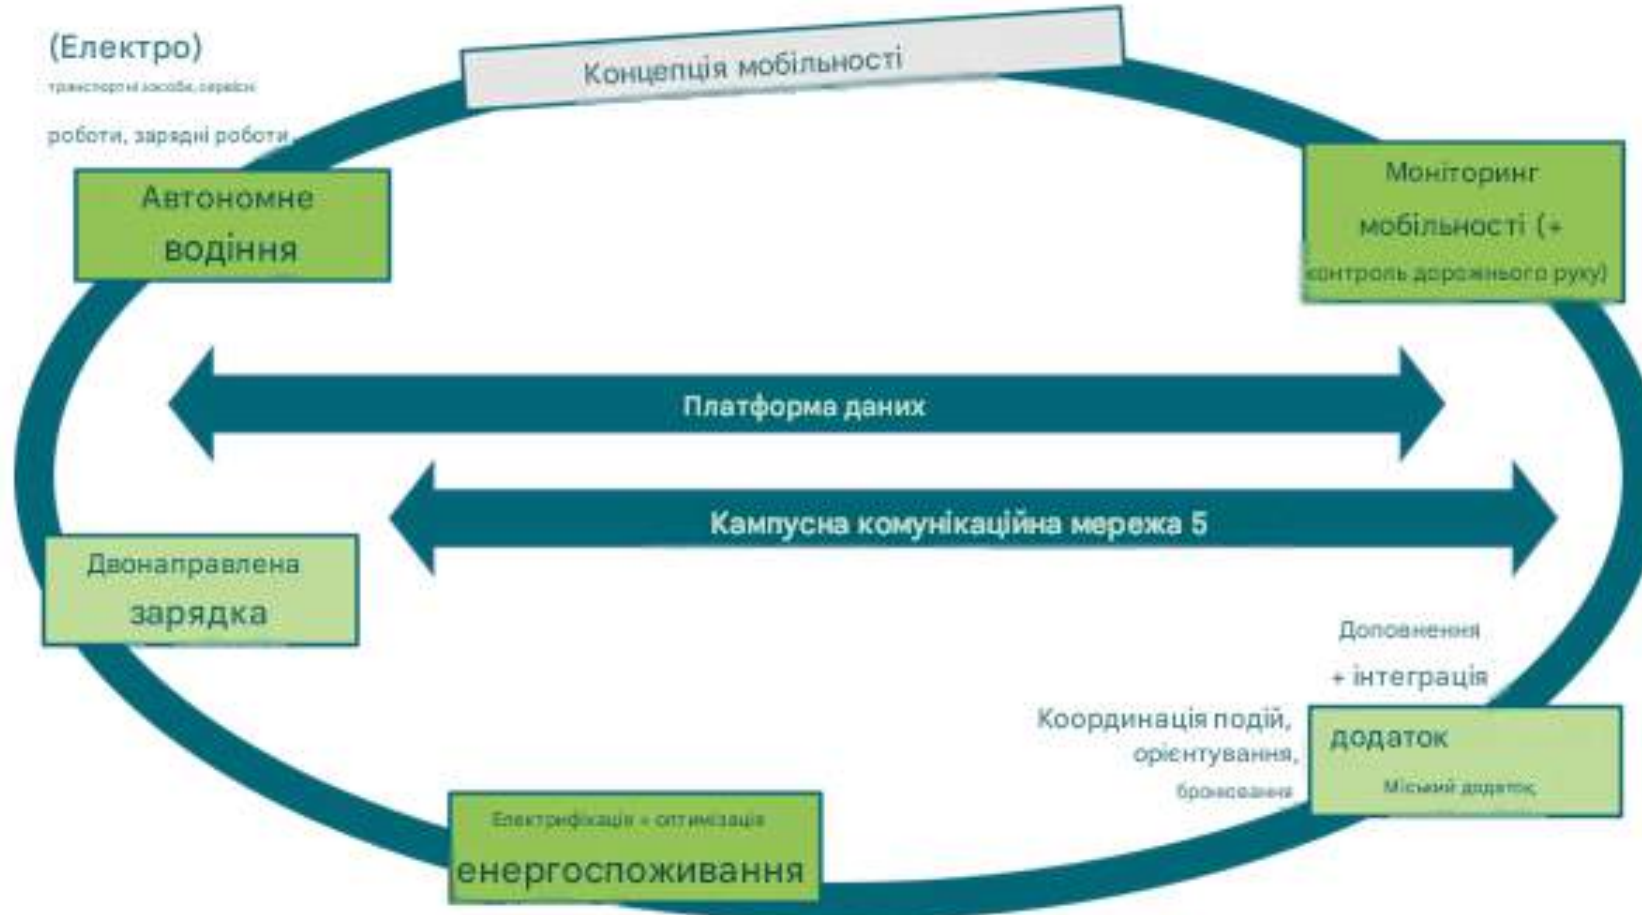 (Електро)
транспортні засоби, сервісні
роботи, зарядні роботи,
Концепція мобільності
Автономне
водіння
Моніторинг
мобільності (+
контроль дорожнього руху)
Платформа даних
Кампусна комунікаційна мережа 5
Двонаправлена
зарядка
Доповнення
+ інтеграція
Координація подій,
орієнтування,
бронювання
додаток
Міський додаток,
Електрифікація + оптимізація
енергоспоживання